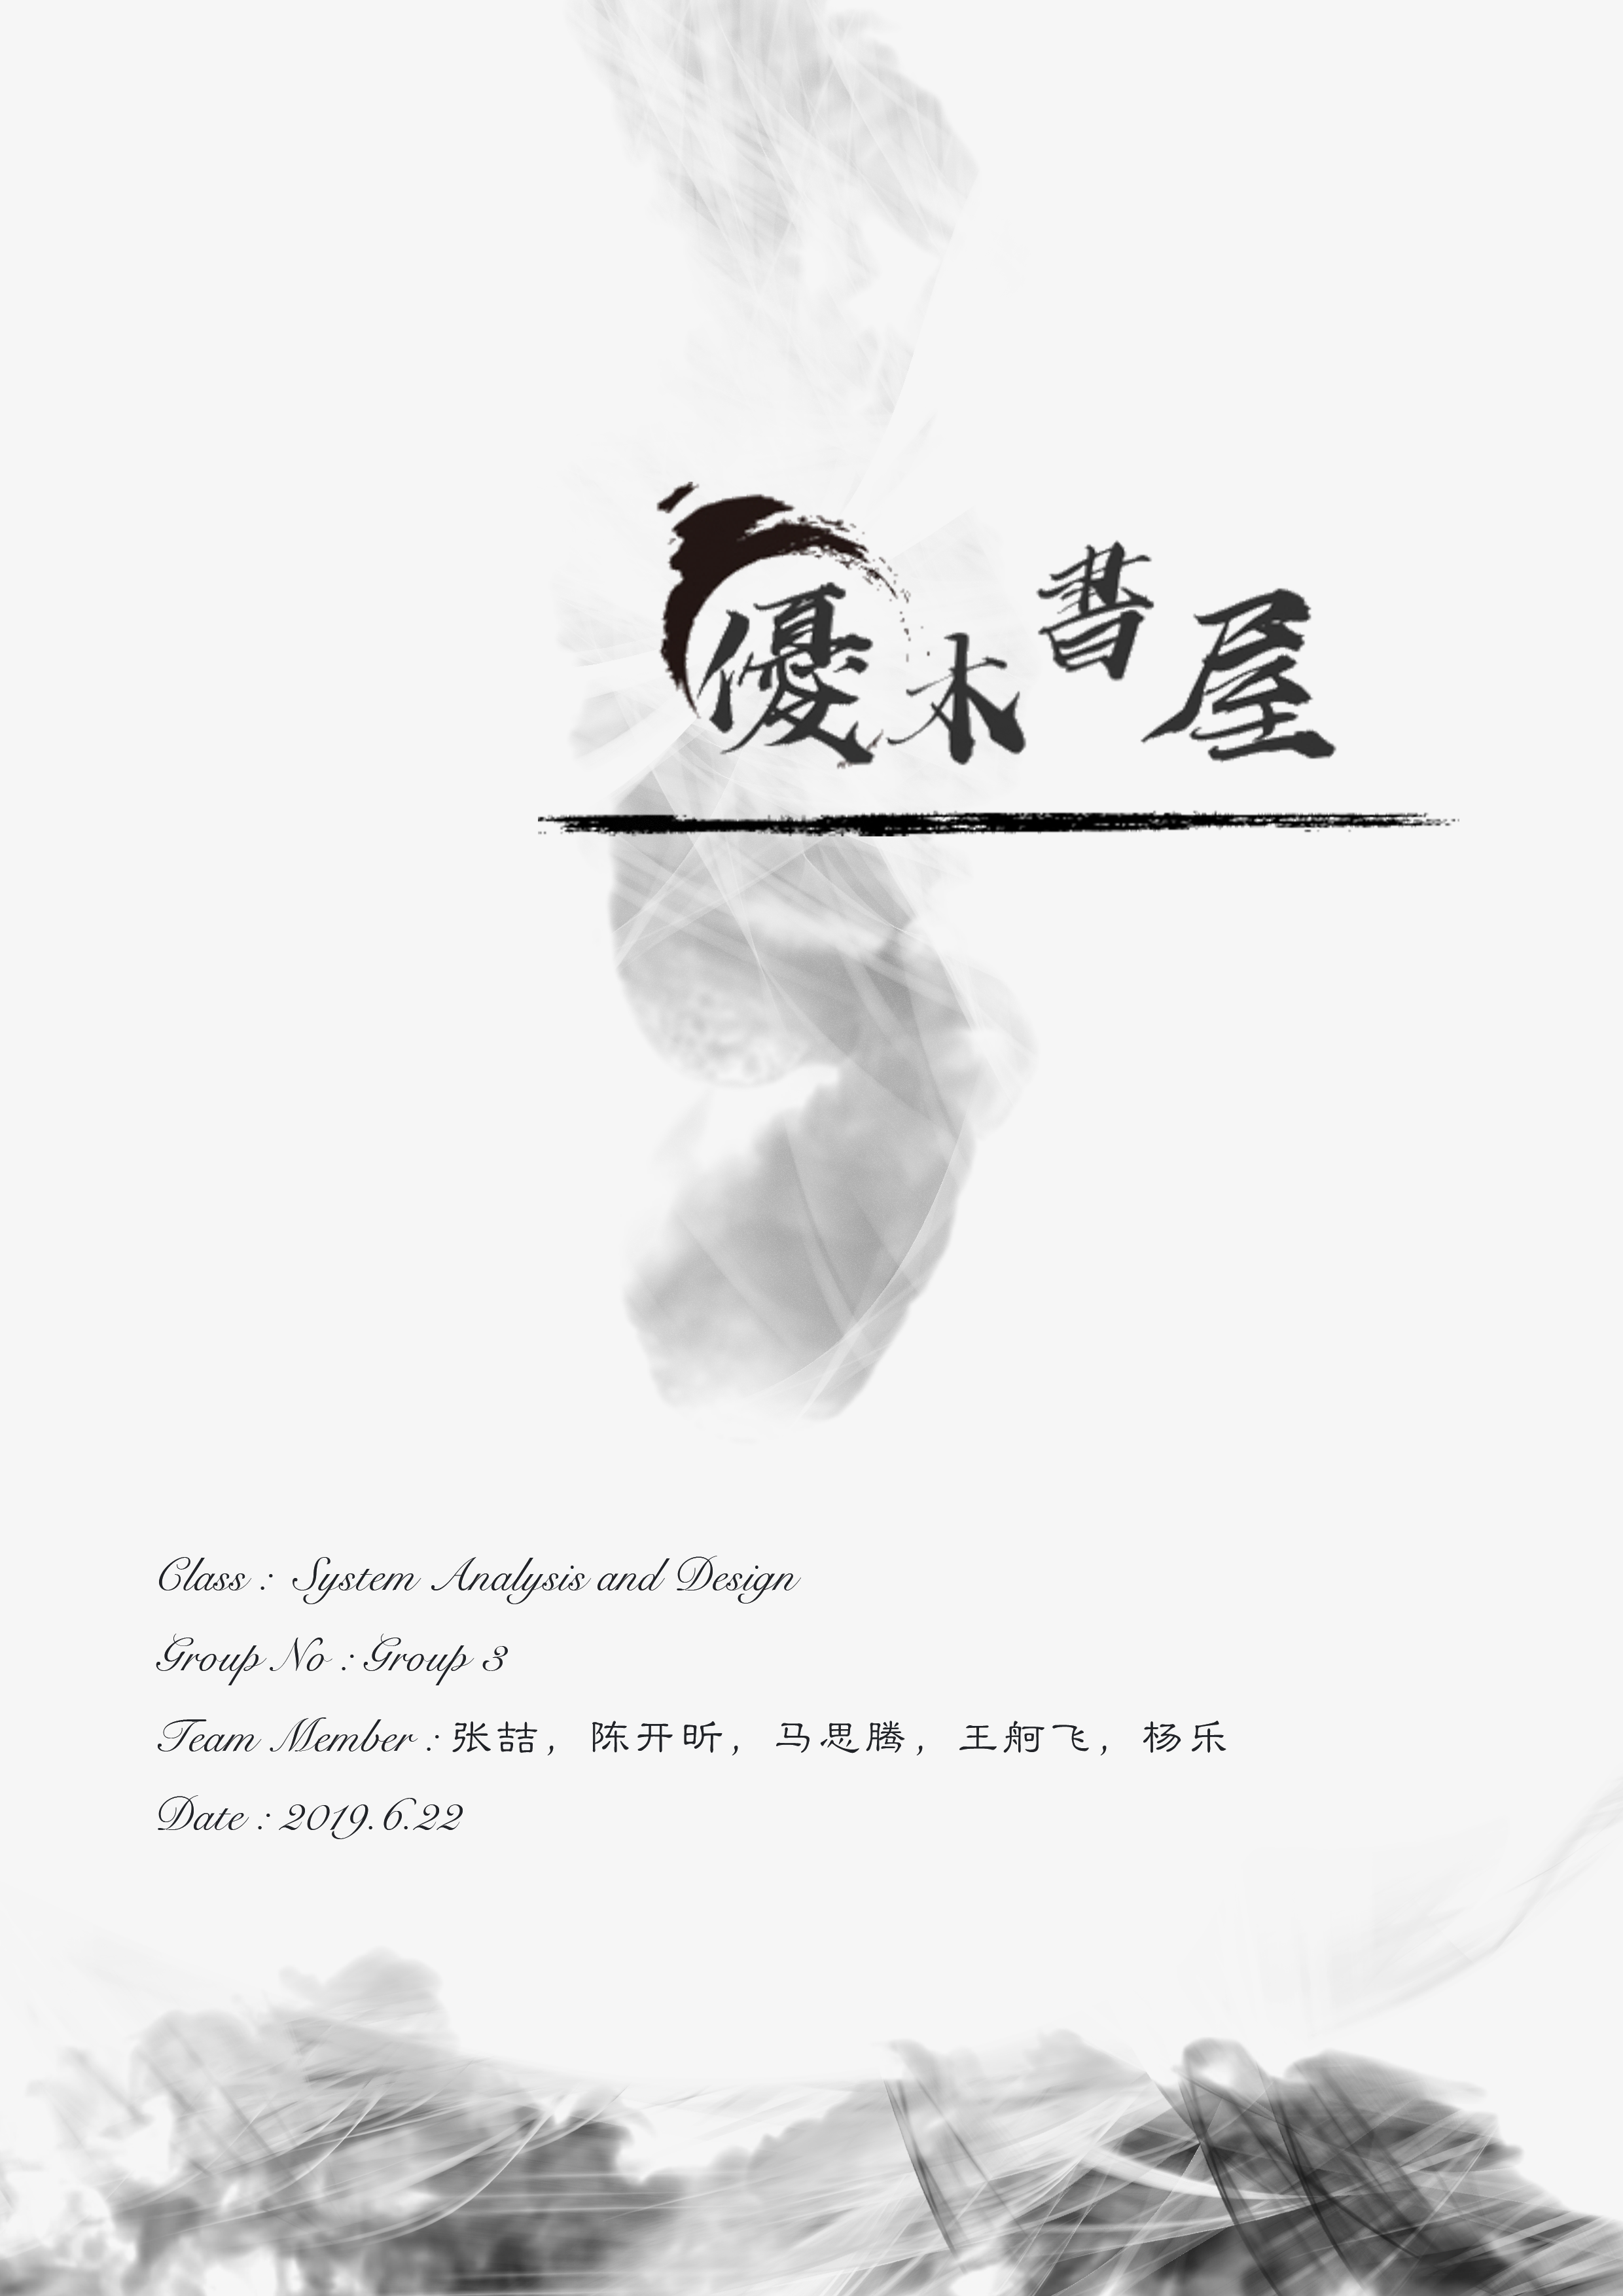 優木書屋
Class : System Analysis and Design
Group No : Group 3
Team Member : 张喆，陈开昕，马思腾，王舸飞，杨乐
Date : 2019.6.22